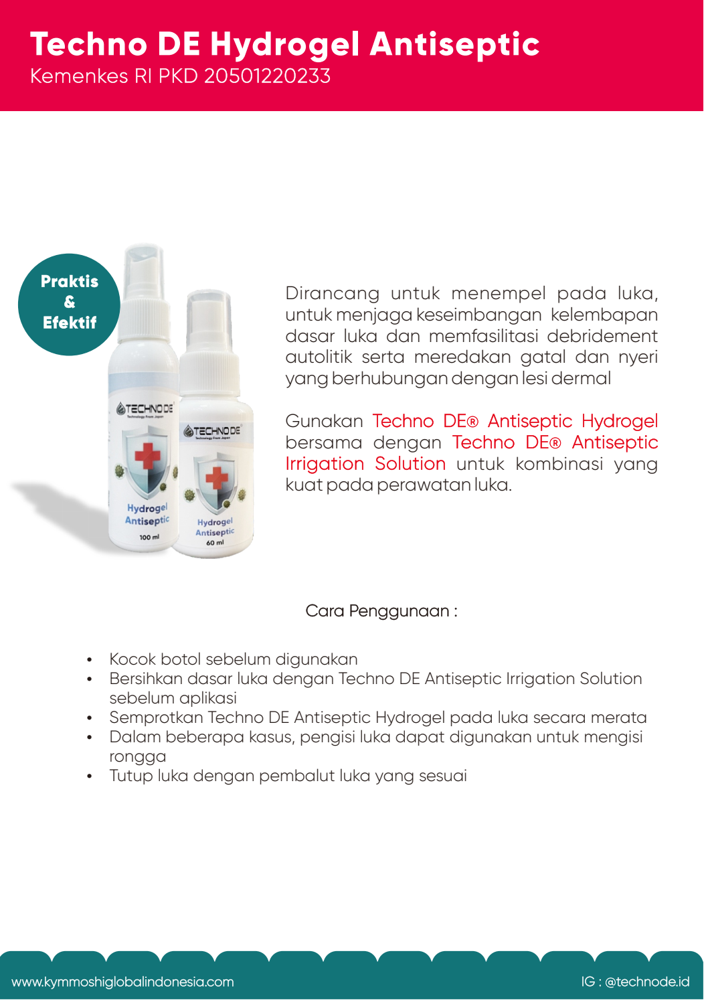 Techno DE Hydrogel Antiseptic
Kemenkes RI PKD 20501220233
Praktis
&
Efektif
Dirancang untuk menempel pada luka,
untuk menjaga keseimbangan kelembapan
dasar luka dan memfasilitasi debridement
autolitik serta meredakan gatal dan nyeri
yang berhubungan dengan lesi dermal
Gunakan Techno DE® Antiseptic Hydrogel
bersama dengan Techno DE® Antiseptic
Irrigation Solution untuk kombinasi yang
kuat pada perawatan luka.
TECHNO DE
Technology From Japan
Hydrogel
Antiseptic
100 ml
TECHNO DE
Technology From Japan
Hydrogel
Antiseptic
60 ml
Cara Penggunaan :
• Kocok botol sebelum digunakan
• Bersihkan dasar luka dengan Techno DE Antiseptic Irrigation Solution
sebelum aplikasi
• Semprotkan Techno DE Antiseptic Hydrogel pada luka secara merata
• Dalam beberapa kasus, pengisi luka dapat digunakan untuk mengisi
rongga
• Tutup luka dengan pembalut luka yang sesuai
www.kymmoshiglobalindonesia.com
IG : @technode.id